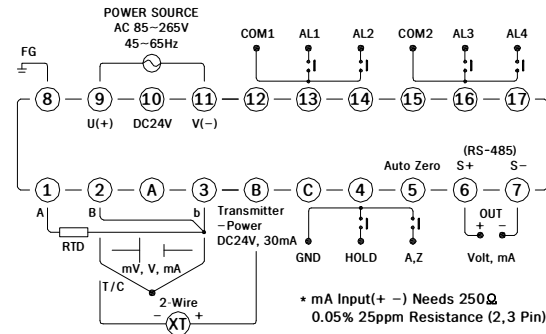 POWER SOURCE
AC 85~265V
45~65Hz
FG
COM1 AL1 AL2 COM2 AL3 AL4
8 9 10 11 12 13 14 15 16 17
U(+) DC24V V(-)
(RS-485)
Auto Zero S+ S-
1 2 A 3 B C 4 5 6 7
A B b
Transmitter
-Power
DC24V, 30mA
RTD
mV, V, mA
T/C
2-Wire
- XT +
GND HOLD A,Z
OUT
+ -
Volt, mA
* mA Input(+ -) Needs 250Ω
0.05% 25ppm Resistance (2,3 Pin)